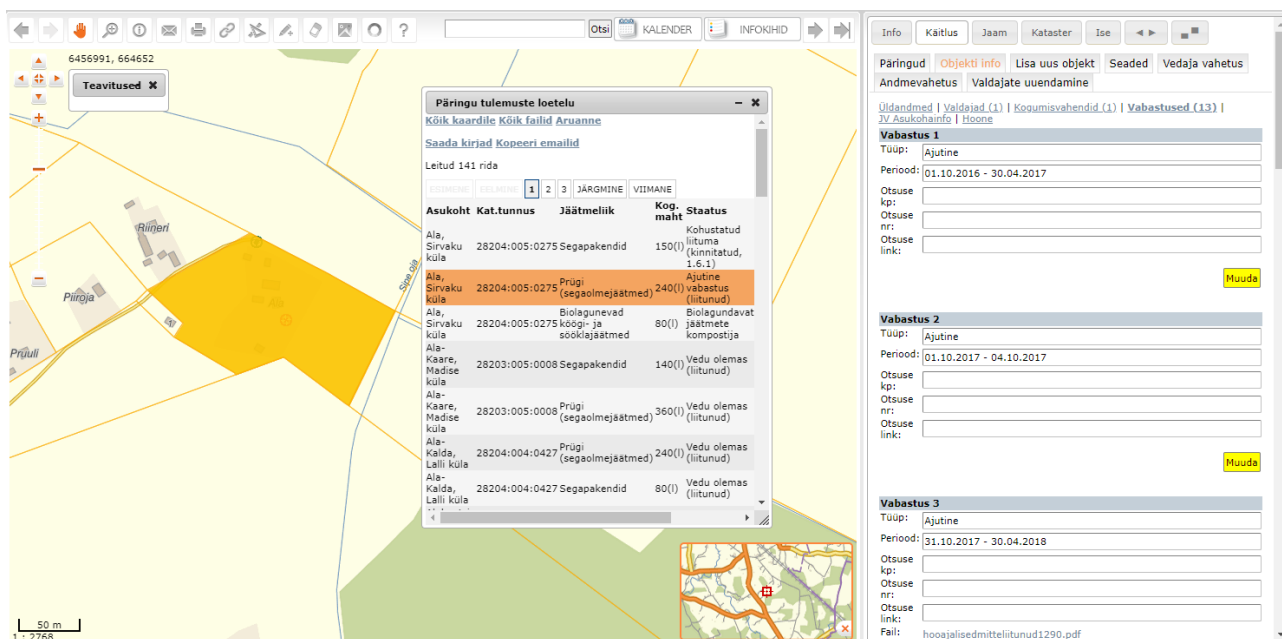 Otsi KALENDER INFOKIHID
6456991, 664652
Teavitused ✖
Riineri
Piiroja
Pruuli
Ala
Sipe oja
50 m
1 : 2768
Päringu tulemuste loetelu
Kõik kaardile Kõik failid Aruanne
Saada kirjad Kopeeri emailid
Leitud 141 rida
ESIMENE EELMINE 1 2 3 JÄRGMINE VIIMANE
Asukoht Kat.tunnus Jäätmeliik Kog. maht Staatus
Ala, Sirvaku küla 28204:005:0275 Segapakendid 150(l) Kohustatud liituma (kinnitatud, 1.6.1)
Ala, Sirvaku küla 28204:005:0275 Prügi (segaolmejäätmed) 240(l) Ajutine vabastus (liitunud)
Ala, Sirvaku küla 28204:005:0275 Biolagunevad köögi- ja sööklajäätmed 80(l) Biolagundavat jäätmete kompostija
Ala-Kaare, Madise küla 28203:005:0008 Segapakendid 140(l) Vedu olemas (liitunud)
Ala-Kaare, Madise küla 28203:005:0008 Prügi (segaolmejäätmed) 360(l) Vedu olemas (liitunud)
Ala-Kalda, Lalli küla 28204:004:0427 Prügi (segaolmejäätmed) 240(l) Vedu olemas (liitunud)
Ala-Kalda, Lalli küla 28204:004:0427 Segapakendid 80(l) Vedu olemas (liitunud)
Info Käitlus Jaam Kataster Ise
Päringud Objekti info Lisa uus objekt Seaded Vedaja vahetus
Andmevahetus Valdajate uuendamine
Üldandmed | Valdajad (1) | Kogumisvahendid (1) | Vabastused (13) |
JV Asukohainfo | Hoone
Vabastus 1
Tüüp: Ajutine
Periood: 01.10.2016 - 30.04.2017
Otsuse kp:
Otsuse nr:
Otsuse link:
Muuda
Vabastus 2
Tüüp: Ajutine
Periood: 01.10.2017 - 04.10.2017
Otsuse kp:
Otsuse nr:
Otsuse link:
Muuda
Vabastus 3
Tüüp: Ajutine
Periood: 31.10.2017 - 30.04.2018
Otsuse kp:
Otsuse nr:
Otsuse link:
Fail: hooajalisedmitteliitunud1290.pdf